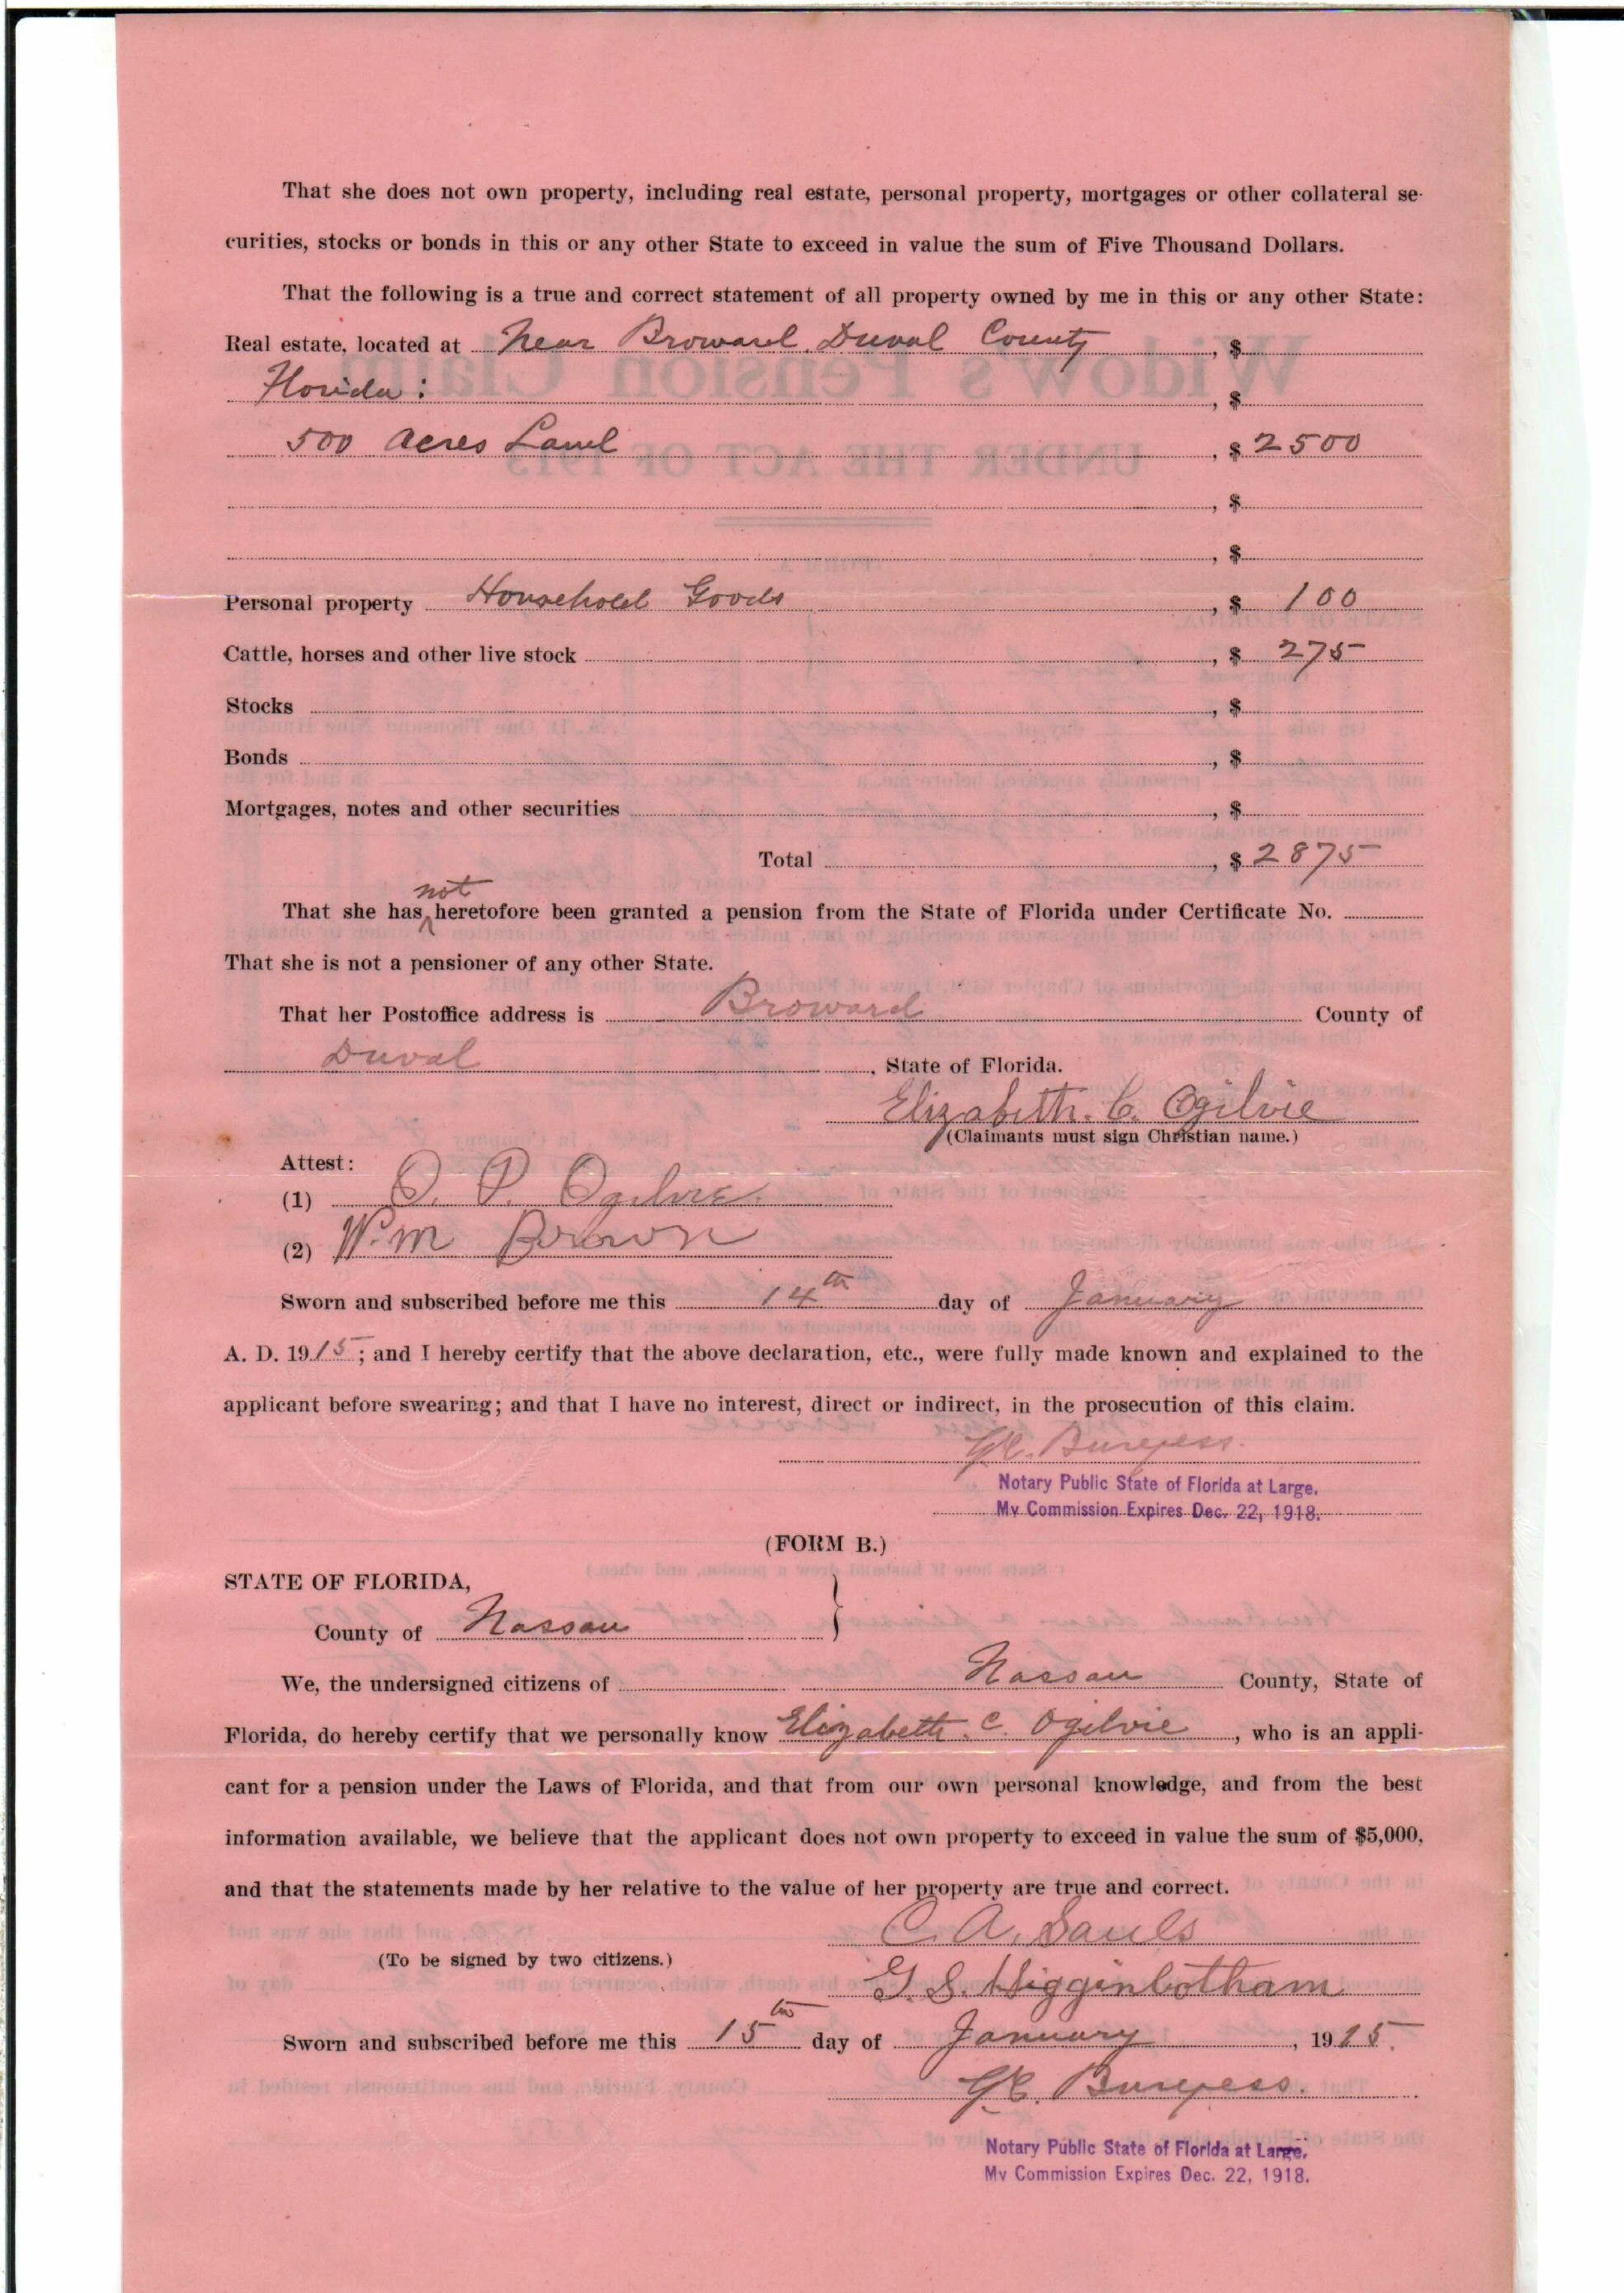 That she does not own property, including real estate, personal property, mortgages or other collateral se-
curities, stocks or bonds in this or any other State to exceed in value the sum of Five Thousand Dollars.
That the following is a true and correct statement of all property owned by me in this or any other State:
Real estate, located at Near Broward Duval County, $
Florida:, $
500 Acres Land, $ 2500
, $
, $
Personal property Household Goods, $ 100
Cattle, horses and other live stock, $ 275
Stocks, $
Bonds, $
Mortgages, notes and other securities, $
Total, $ 2875
not
That she has heretofore been granted a pension from the State of Florida under Certificate No.
That she is not a pensioner of any other State.
That her Postoffice address is Broward County of
Duval, State of Florida.
Elizabeth. C. Ogilvie
(Claimants must sign Christian name.)
Attest:
(1) O. P. Ogilvie
(2) Wm Brown
Sworn and subscribed before me this 14th day of January
A. D. 1915; and I hereby certify that the above declaration, etc., were fully made known and explained to the
applicant before swearing; and that I have no interest, direct or indirect, in the prosecution of this claim.
Burgess.
Notary Public State of Florida at Large.
My Commission Expires Dec. 22, 1918.
(FORM B.)
STATE OF FLORIDA,
County of Nassau }
We, the undersigned citizens of Nassau County, State of
Florida, do hereby certify that we personally know Elizabeth. C. Ogilvie, who is an appli-
cant for a pension under the Laws of Florida, and that from our own personal knowledge, and from the best
information available, we believe that the applicant does not own property to exceed in value the sum of $5,000,
and that the statements made by her relative to the value of her property are true and correct.
C. A. Sauls
(To be signed by two citizens.)
G. S. Higginbotham
Sworn and subscribed before me this 15th day of January, 1915.
Burgess.
Notary Public State of Florida at Large.
My Commission Expires Dec. 22, 1918.